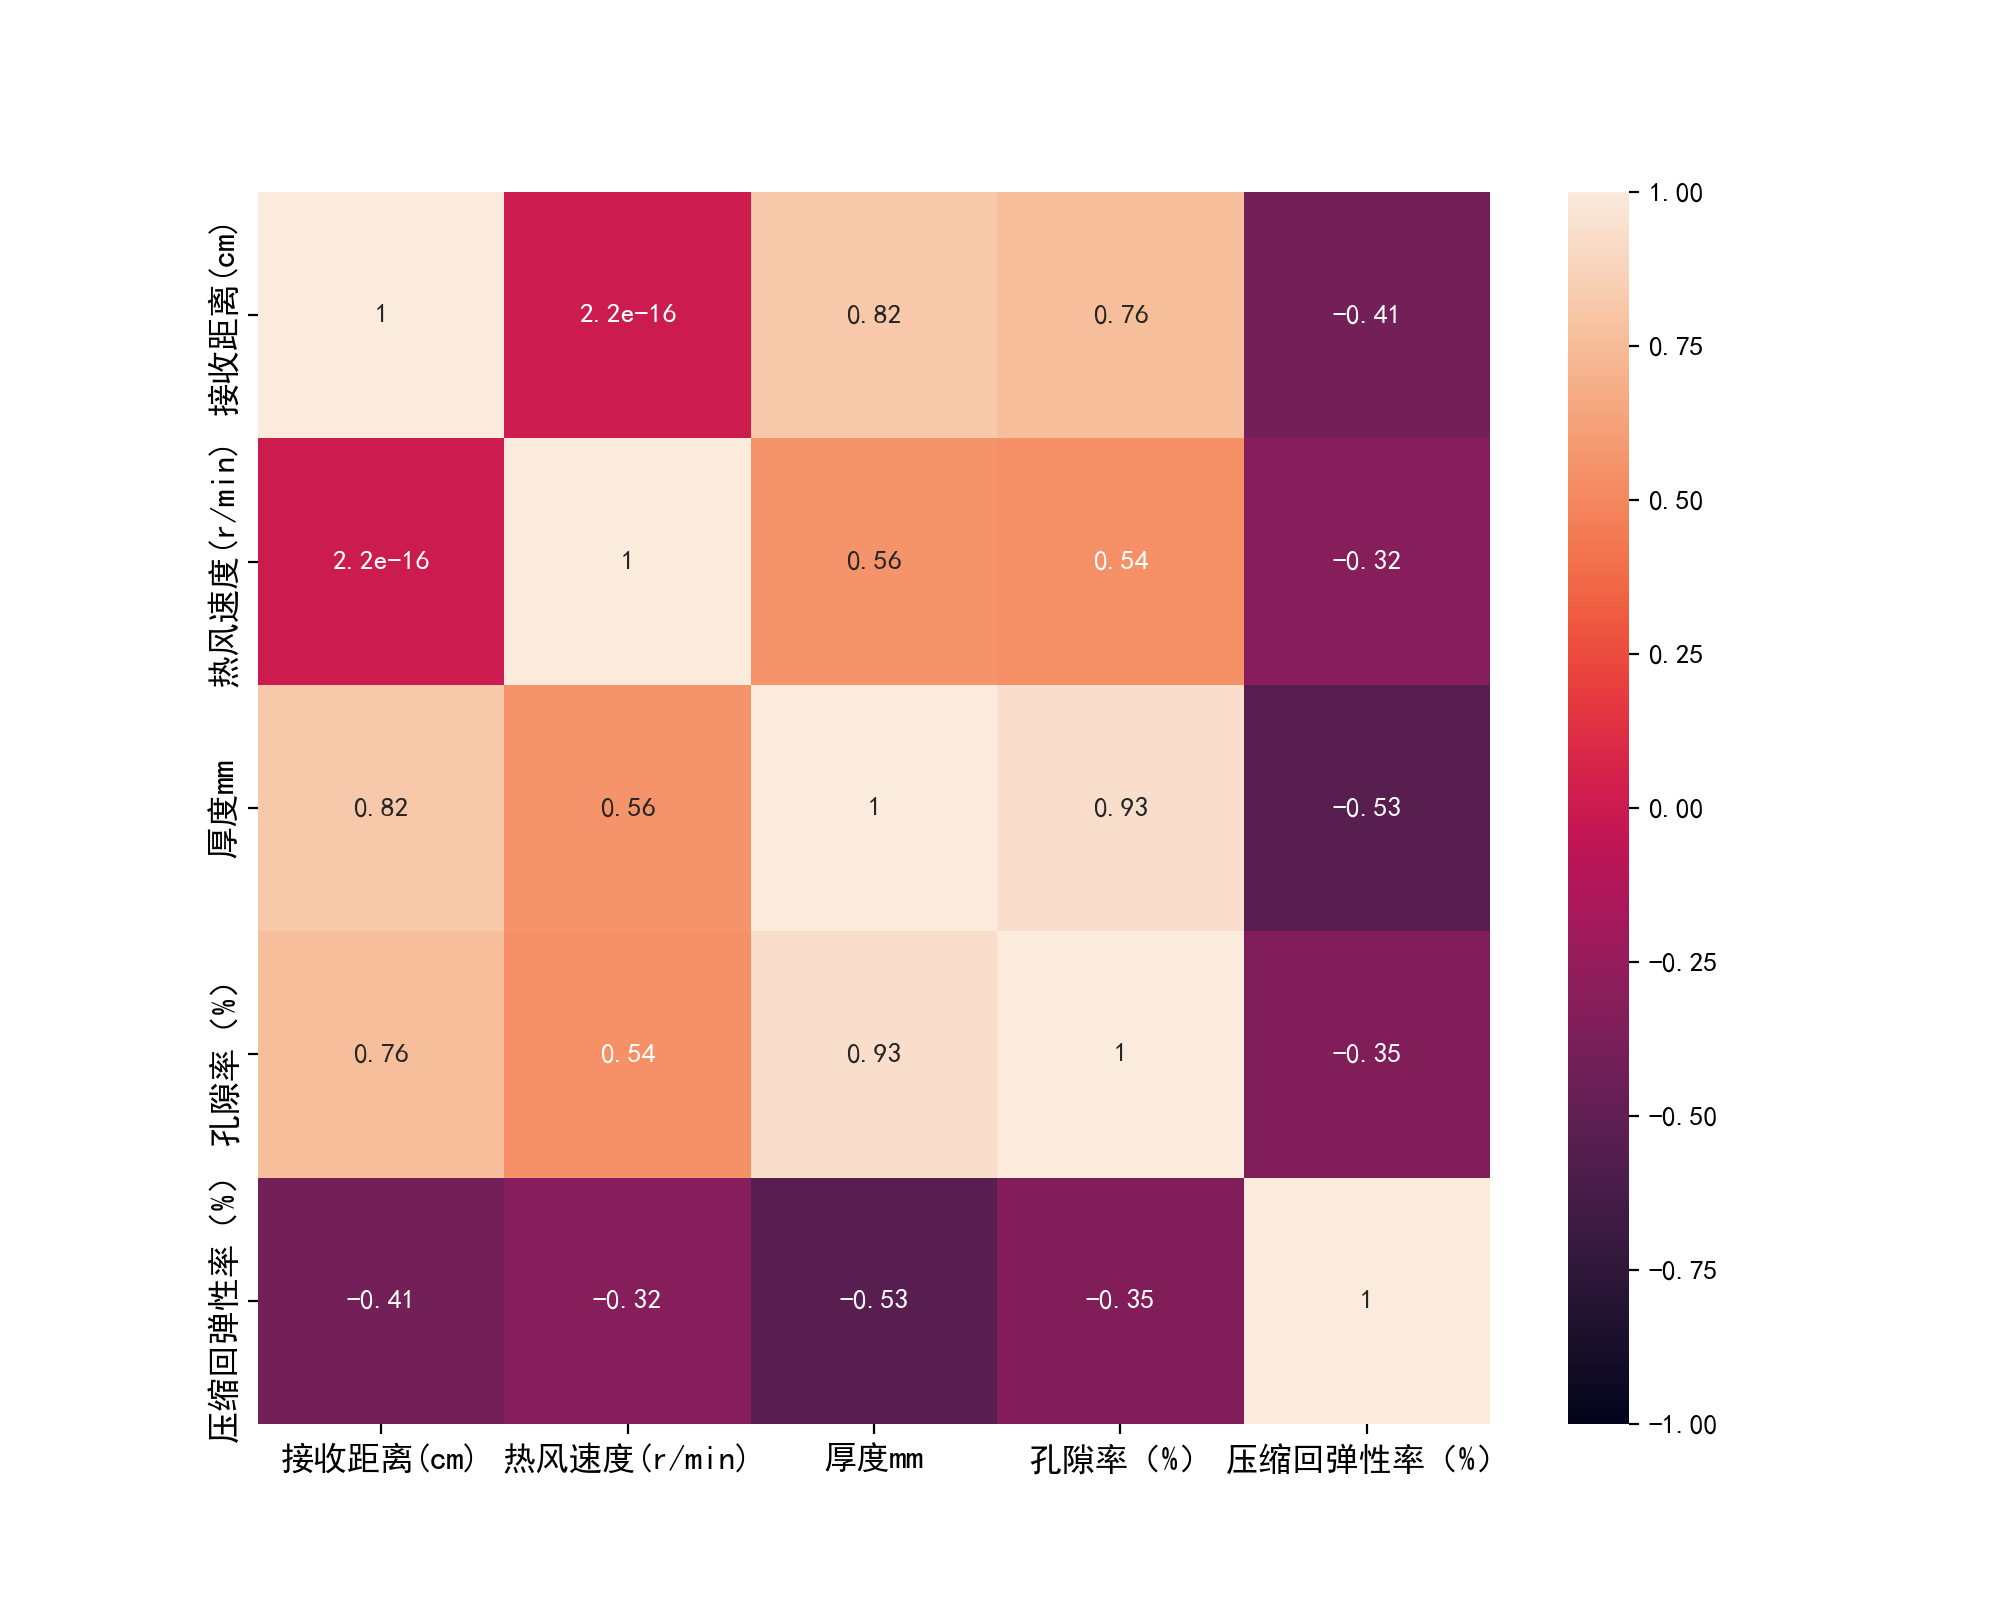 接收距离(cm)
1
2.2e-16
0.82
0.76
-0.41
热风速度(r/min)
2.2e-16
1
0.56
0.54
-0.32
厚度mm
0.82
0.56
1
0.93
-0.53
孔隙率（%）
0.76
0.54
0.93
1
-0.35
压缩回弹性率（%）
-0.41
-0.32
-0.53
-0.35
1
接收距离(cm)
热风速度(r/min)
厚度mm
孔隙率（%）
压缩回弹性率（%）
1.00
0.75
0.50
0.25
0.00
-0.25
-0.50
-0.75
-1.00